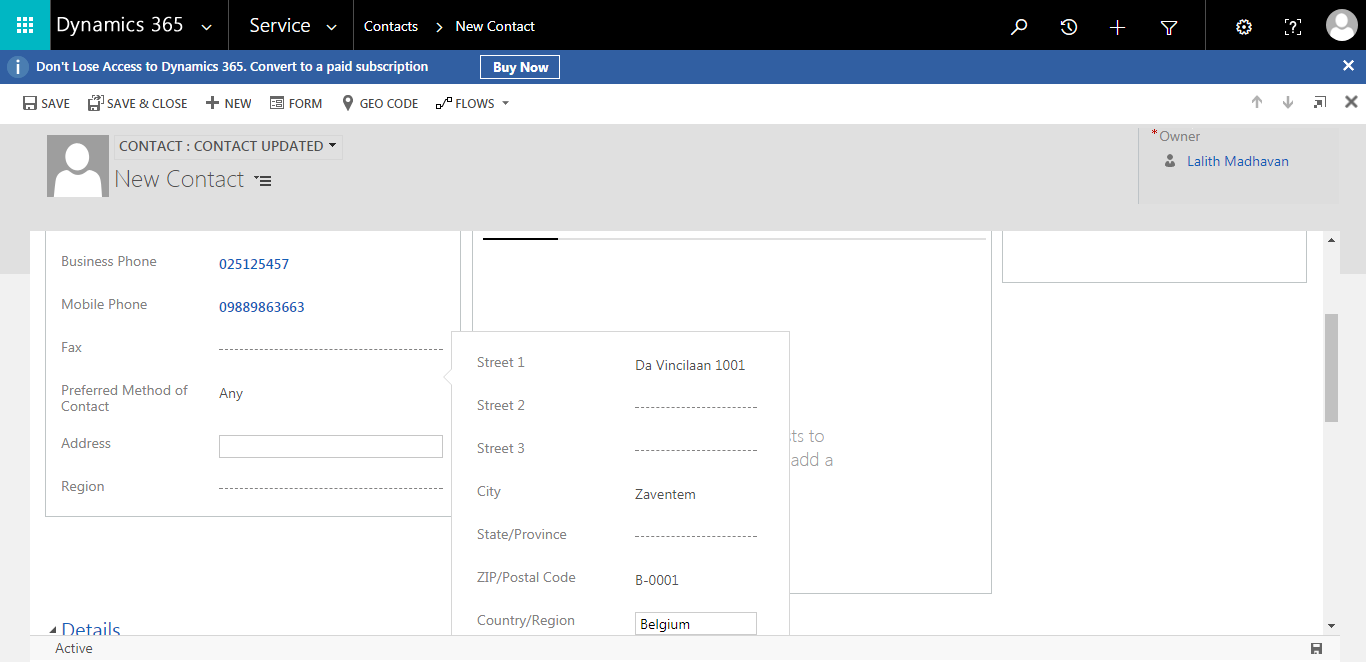 Dynamics 365 Service Contacts > New Contact [?]
i Don't Lose Access to Dynamics 365. Convert to a paid subscription Buy Now
SAVE SAVE & CLOSE NEW FORM GEO CODE FLOWS
CONTACT : CONTACT UPDATED
New Contact
* Owner
Lalith Madhavan
Business Phone 025125457
Mobile Phone 09889863663
Fax
Preferred Method of
Contact
Any
Address
Region
Street 1 Da Vincilaan 1001
Street 2
Street 3
City Zaventem
State/Province
ZIP/Postal Code B-0001
Country/Region Belgium
sts to
add a
Details
Active